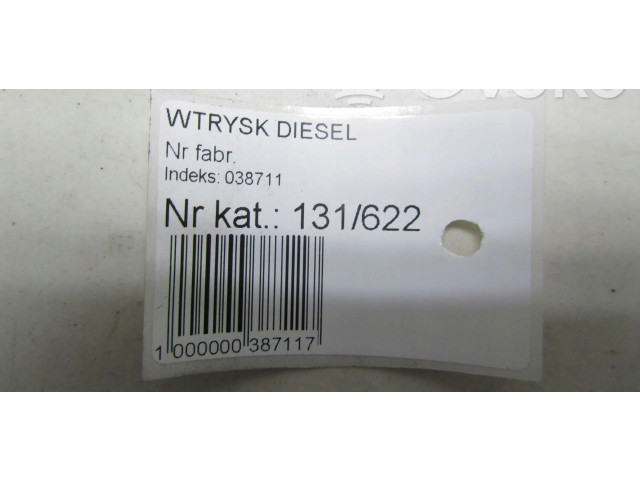 WTRYSK DIESEL
Nr fabr.
Indeks: 038711
Nr kat.: 131/622
1 000000 387117